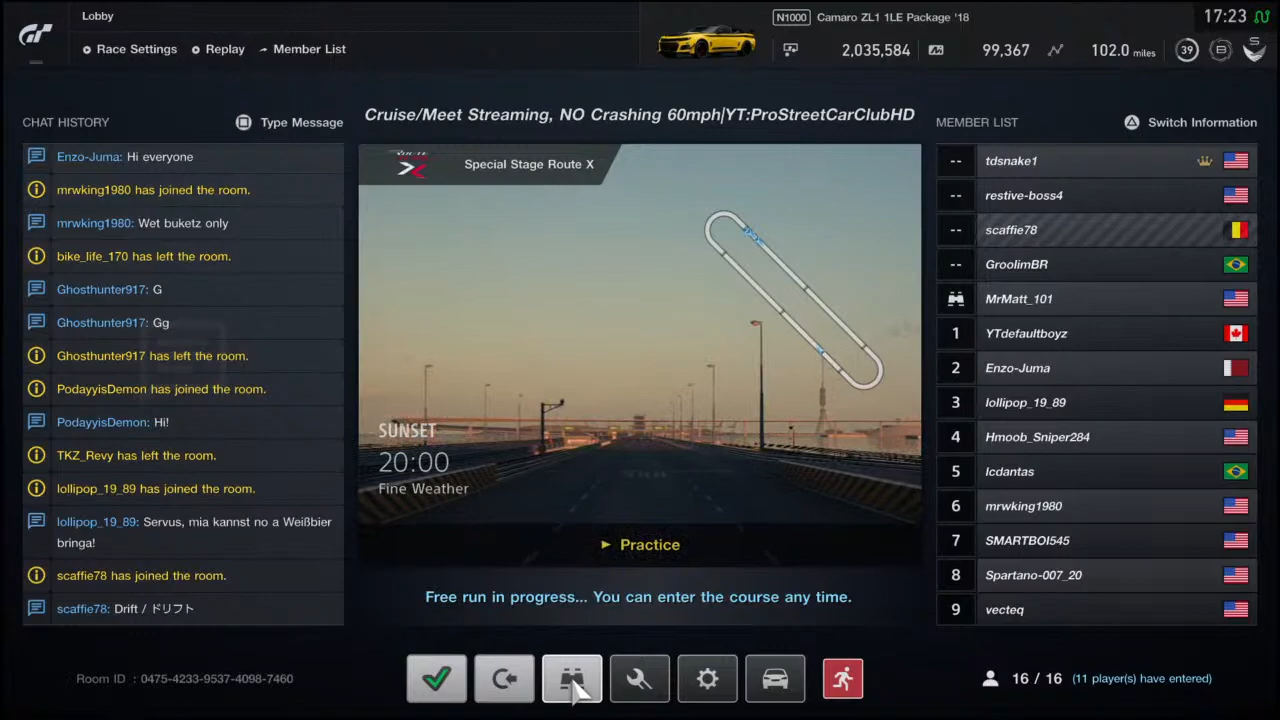 Lobby
Race Settings
Replay
Member List
N1000
Camaro ZL1 1LE Package '18
2,035,584
99,367
102.0 miles
39
B
S
17:23
CHAT HISTORY
Type Message
Enzo-Juma: Hi everyone
mrwking1980 has joined the room.
mrwking1980: Wet buketz only
bike_life_170 has left the room.
Ghosthunter917: G
Ghosthunter917: Gg
Ghosthunter917 has left the room.
PodayyisDemon has joined the room.
PodayyisDemon: Hi!
TKZ_Revy has left the room.
lollipop_19_89 has joined the room.
lollipop_19_89: Servus, mia kannst no a Weißbier
bringa!
scaffie78 has joined the room.
scaffie78: Drift / ドリフト
Room ID : 0475-4233-9537-4098-7460
Cruise/Meet Streaming, NO Crashing 60mph|YT:ProStreetCarClubHD
Special Stage Route X
SUNSET
20:00
Fine Weather
Practice
Free run in progress... You can enter the course any time.
MEMBER LIST
Switch Information
-- tdsnake1
-- restive-boss4
-- scaffie78
-- GroolimBR
MrMatt_101
1 YTdefaultboyz
2 Enzo-Juma
3 lollipop_19_89
4 Hmoob_Sniper284
5 lcdantas
6 mrwking1980
7 SMARTBOI545
8 Spartano-007_20
9 vecteq
16 / 16 (11 player(s) have entered)